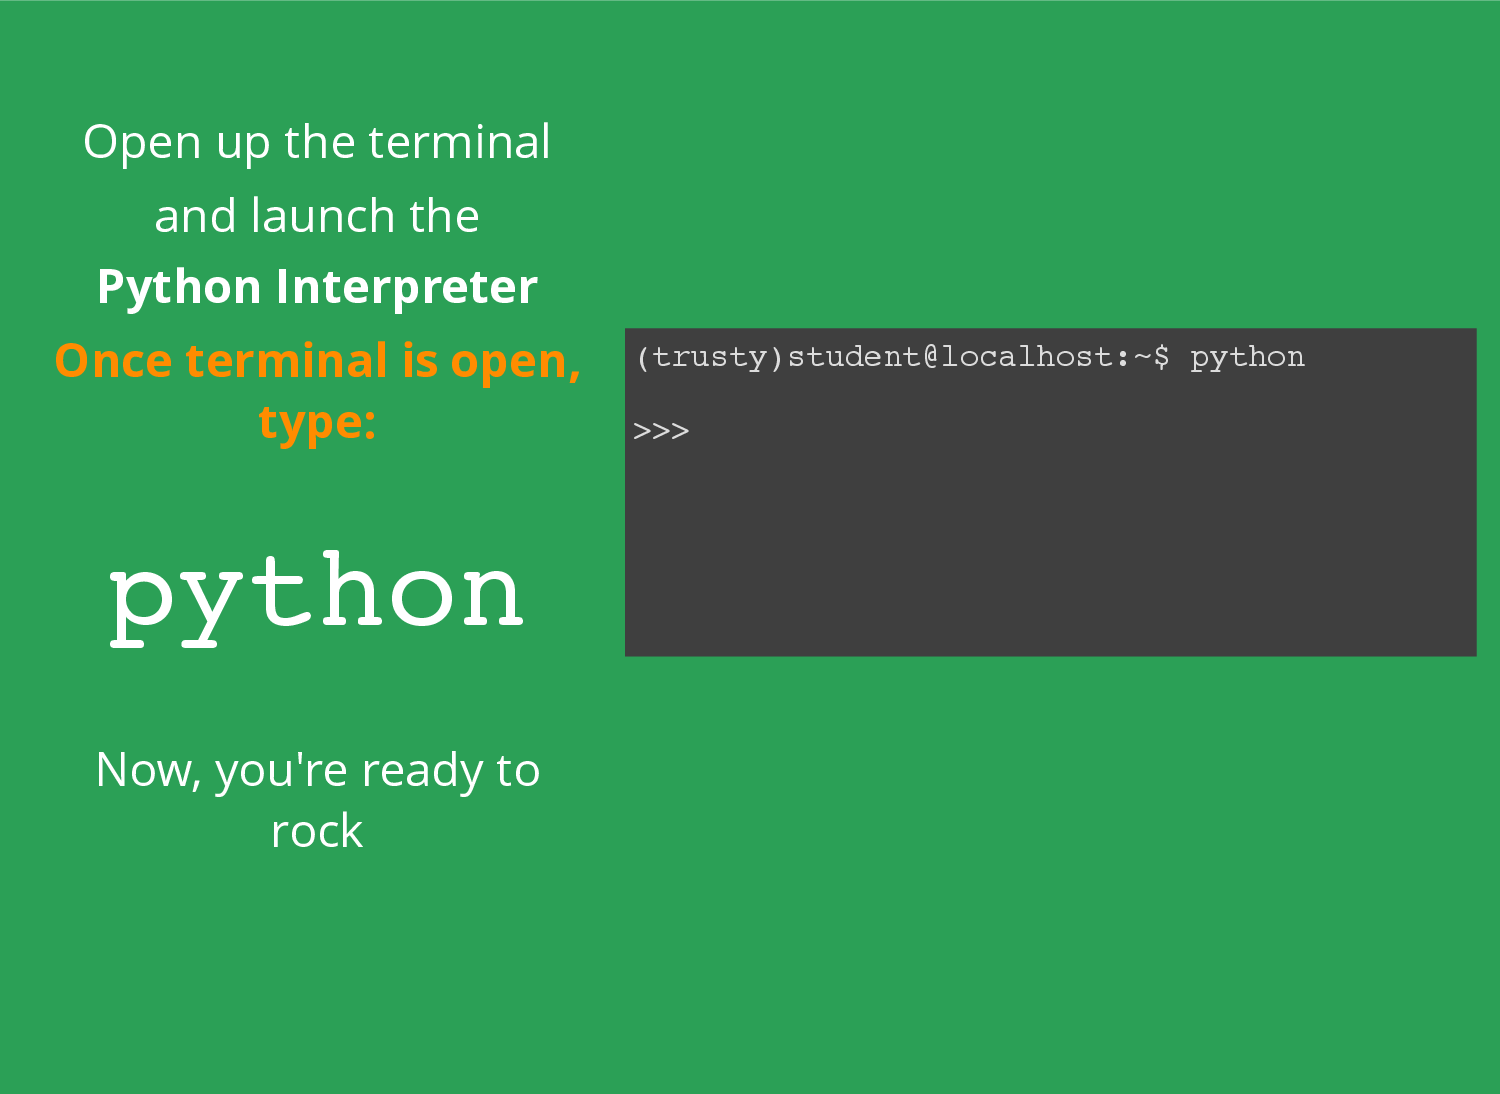 Open up the terminal
and launch the
Python Interpreter
Once terminal is open,
type:
python
Now, you're ready to
rock
(trusty)student@localhost:~$ python
>>>